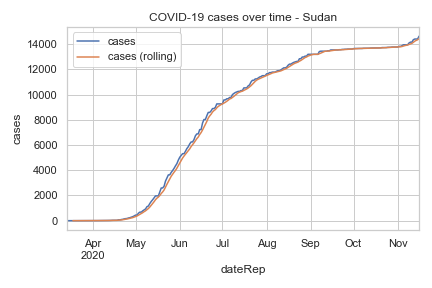 COVID-19 cases over time - Sudan
cases
cases (rolling)
14000
12000
10000
8000
6000
4000
2000
0
cases
Apr May Jun Jul Aug Sep Oct Nov
2020
dateRep